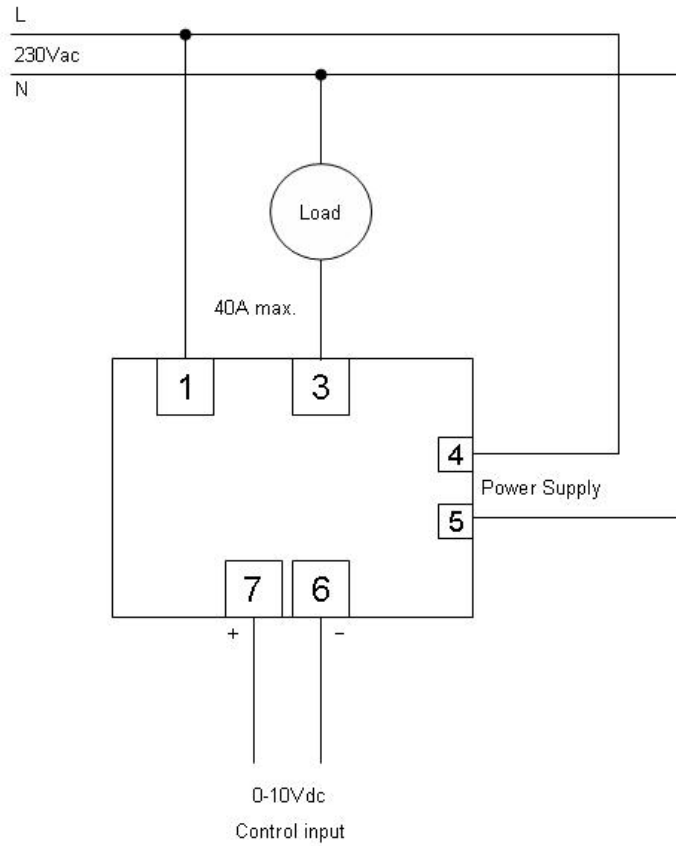 L
230Vac
N
Load
40A max.
1 3
4
Power Supply
5
7 6
+ −
0-10Vdc
Control input